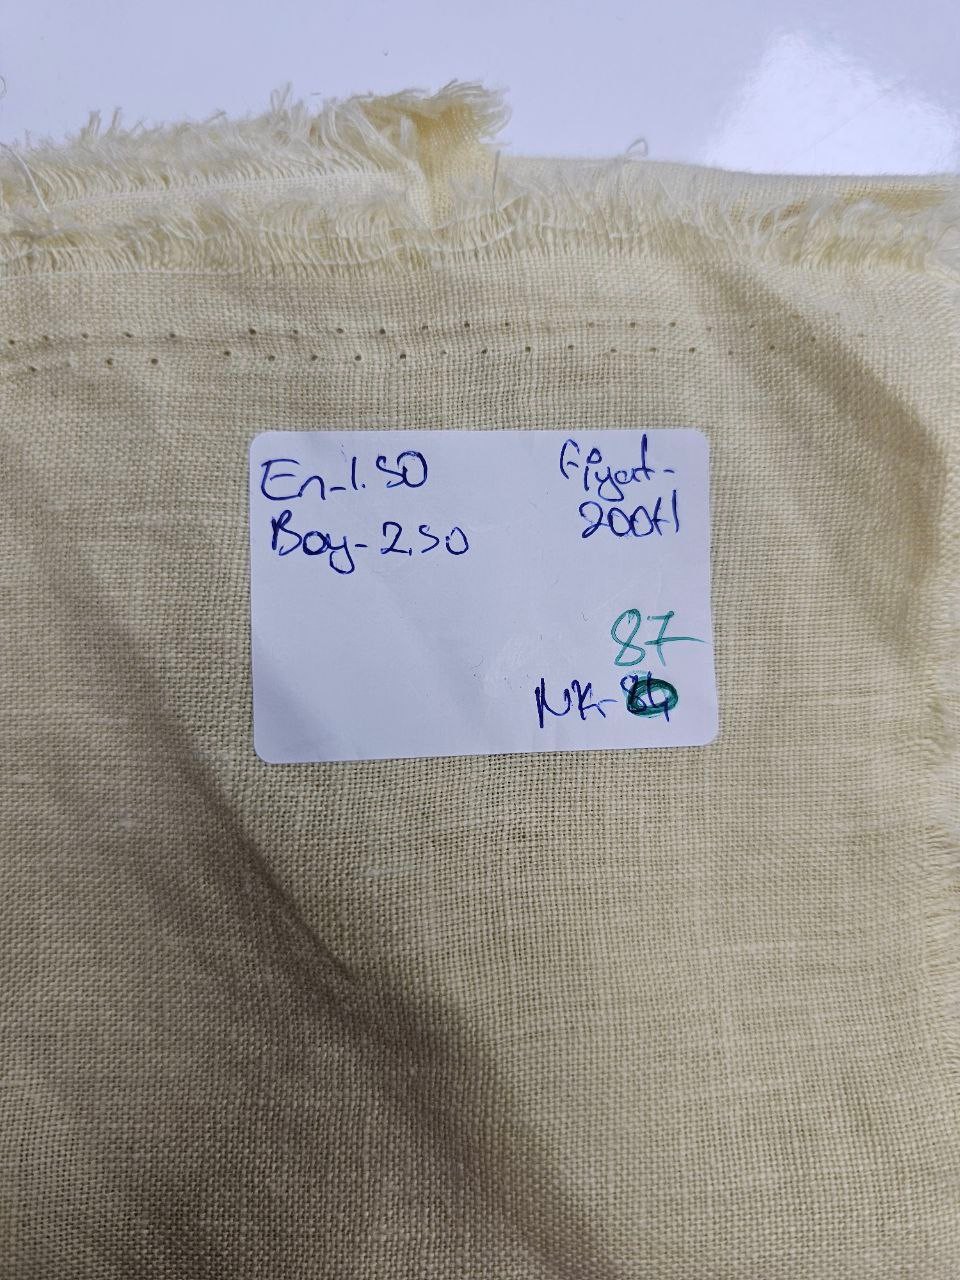 En-1.50
Boy-2.50
Fiyat-
200tl
87
NK-